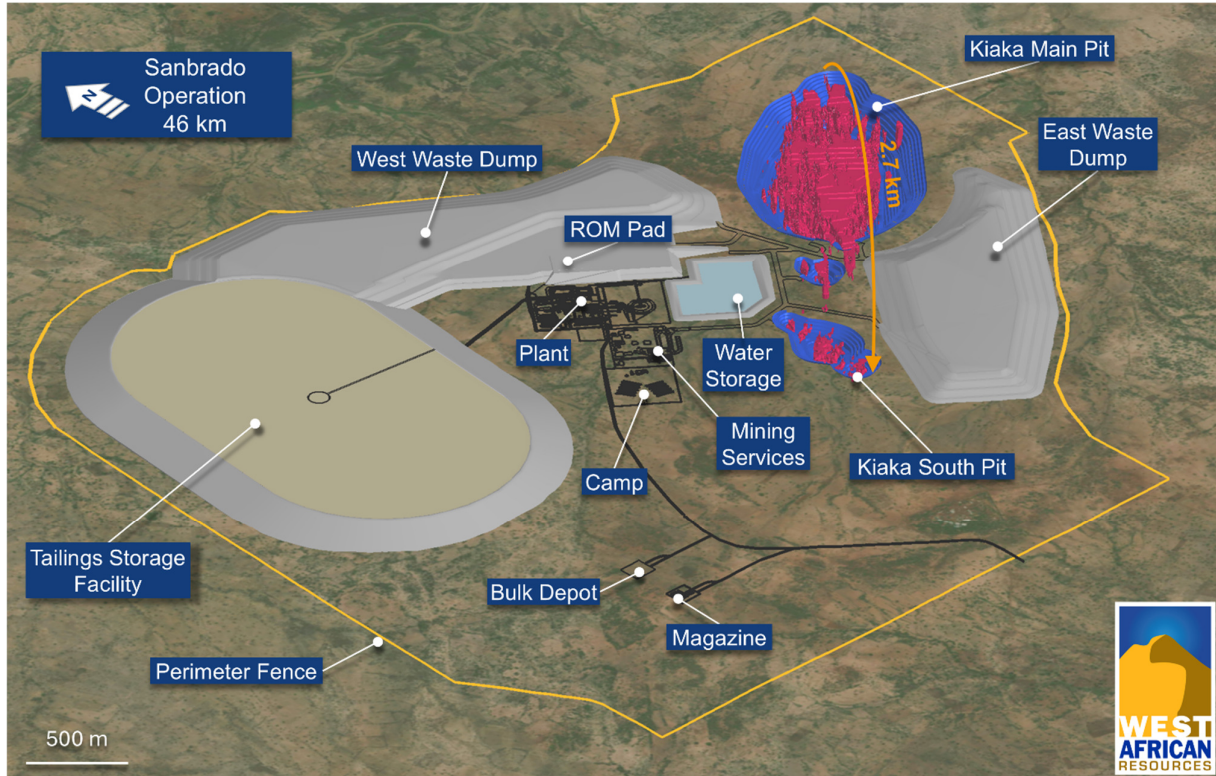 Sanbrado
Operation
46 km
N
Kiaka Main Pit
West Waste Dump
East Waste
Dump
2.7 km
ROM Pad
Plant
Water
Storage
Mining
Services
Kiaka South Pit
Camp
Tailings Storage
Facility
Bulk Depot
Magazine
Perimeter Fence
500 m
WEST
AFRICAN
RESOURCES